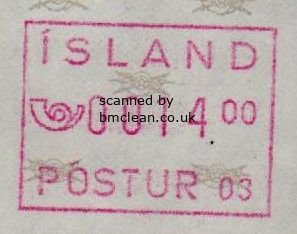 ÍSLAND
0014 00
scanned by
bmclean.co.uk
PÓSTUR 03